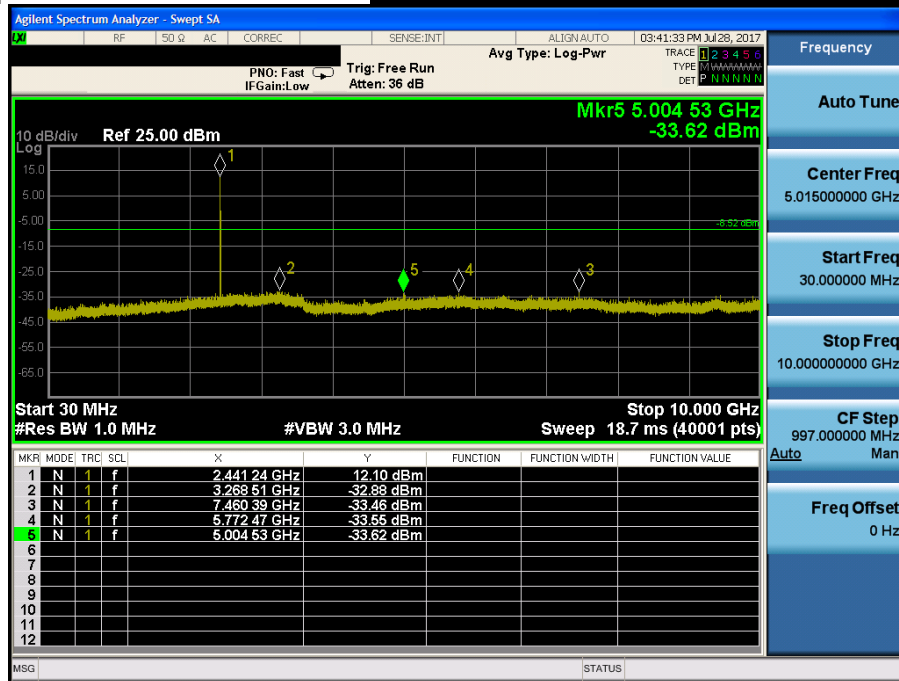 Agilent Spectrum Analyzer - Swept SA
LXI RF 50 Ω AC CORREC SENSE:INT ALIGN AUTO 03:41:33 PM Jul 28, 2017
Avg Type: Log-Pwr TRACE 1 2 3 4 5 6
PNO: Fast Trig: Free Run TYPE M WWWWW
IFGain:Low Atten: 36 dB DET P N N N N N
Mkr5 5.004 53 GHz
-33.62 dBm
10 dB/div Ref 25.00 dBm
Log
15.0
5.00
-5.00
-15.0
-25.0
-35.0
-45.0
-55.0
-65.0
1
-8.52 dBm
2 5 4 3
Start 30 MHz Stop 10.000 GHz
#Res BW 1.0 MHz #VBW 3.0 MHz Sweep 18.7 ms (40001 pts)
MKR MODE TRC SCL X Y FUNCTION FUNCTION WIDTH FUNCTION VALUE
1 N 1 f 2.441 24 GHz 12.10 dBm
2 N 1 f 3.268 51 GHz -32.88 dBm
3 N 1 f 7.460 39 GHz -33.46 dBm
4 N 1 f 5.772 47 GHz -33.55 dBm
5 N 1 f 5.004 53 GHz -33.62 dBm
6
7
8
9
10
11
12
MSG STATUS
Frequency
Auto Tune
Center Freq
5.015000000 GHz
Start Freq
30.000000 MHz
Stop Freq
10.000000000 GHz
CF Step
997.000000 MHz
Auto Man
Freq Offset
0 Hz